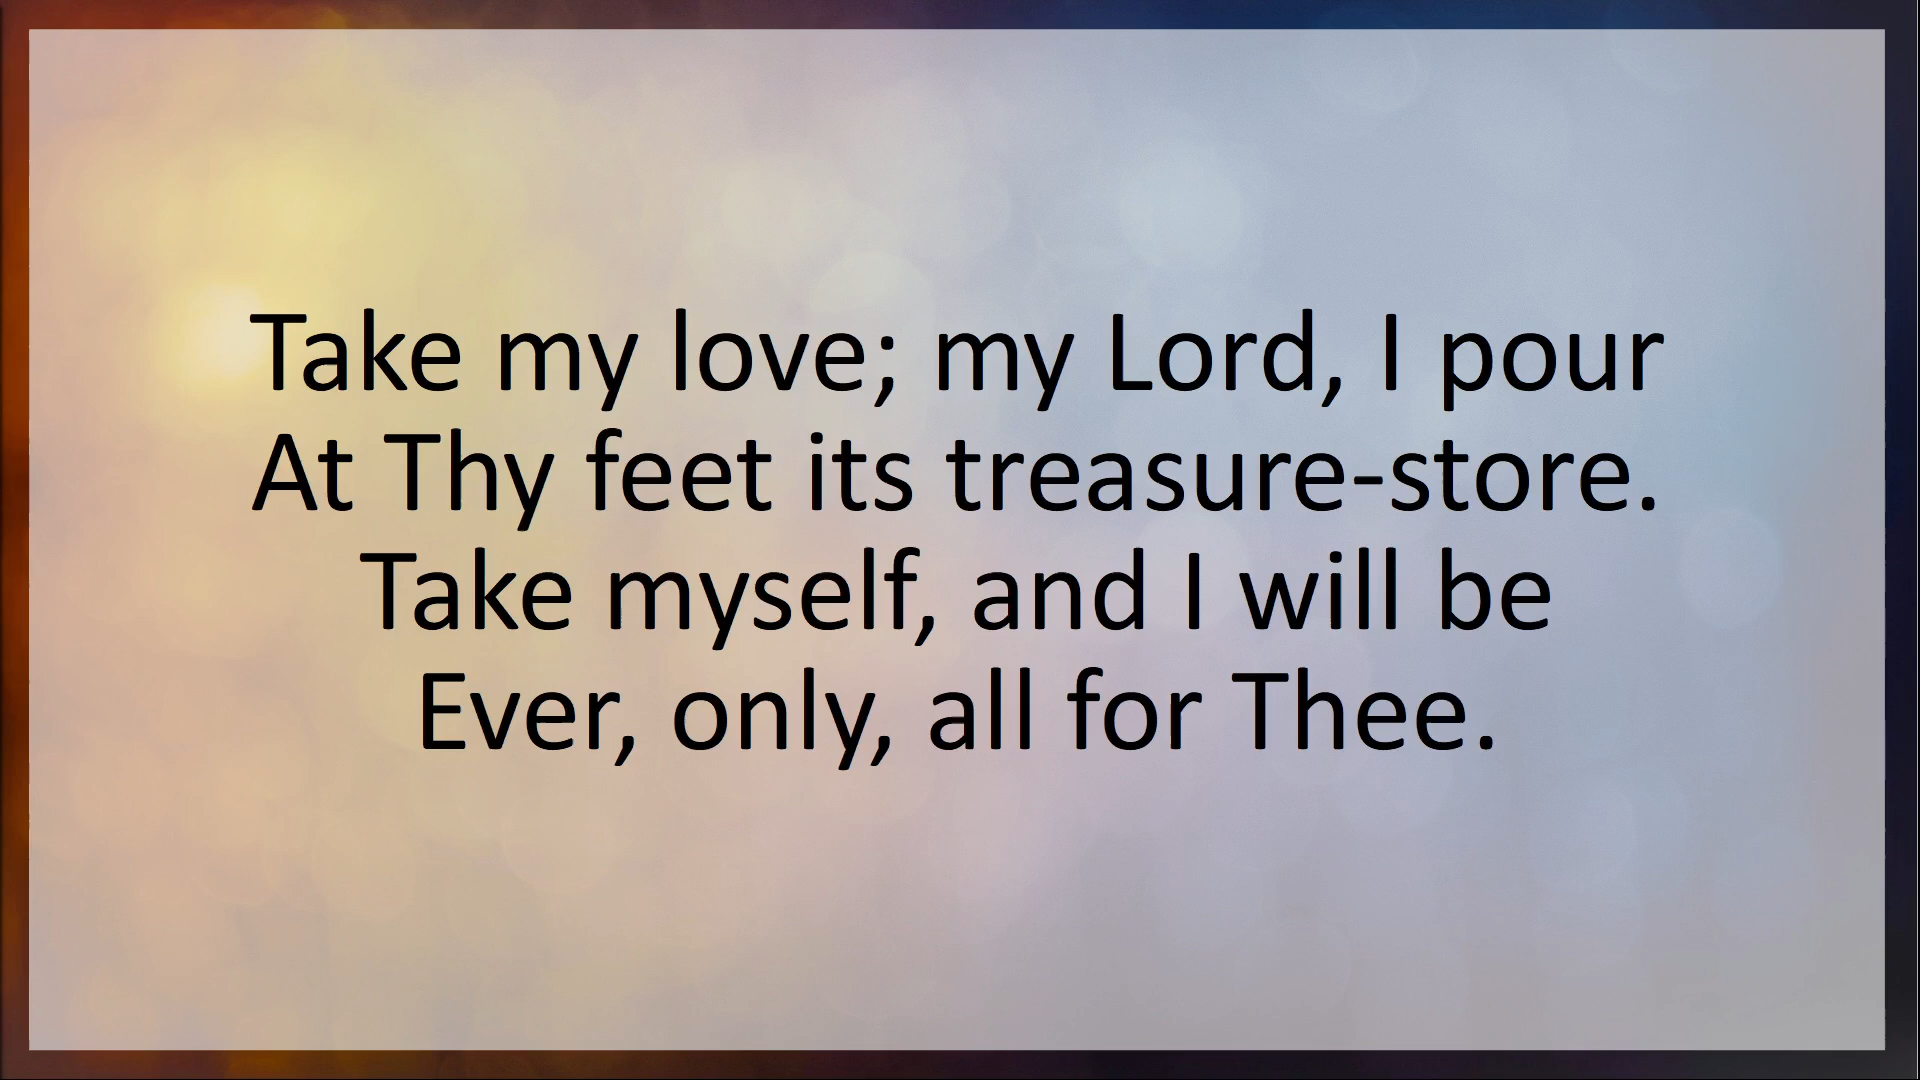 Take my love; my Lord, I pour
At Thy feet its treasure-store.
Take myself, and I will be
Ever, only, all for Thee.